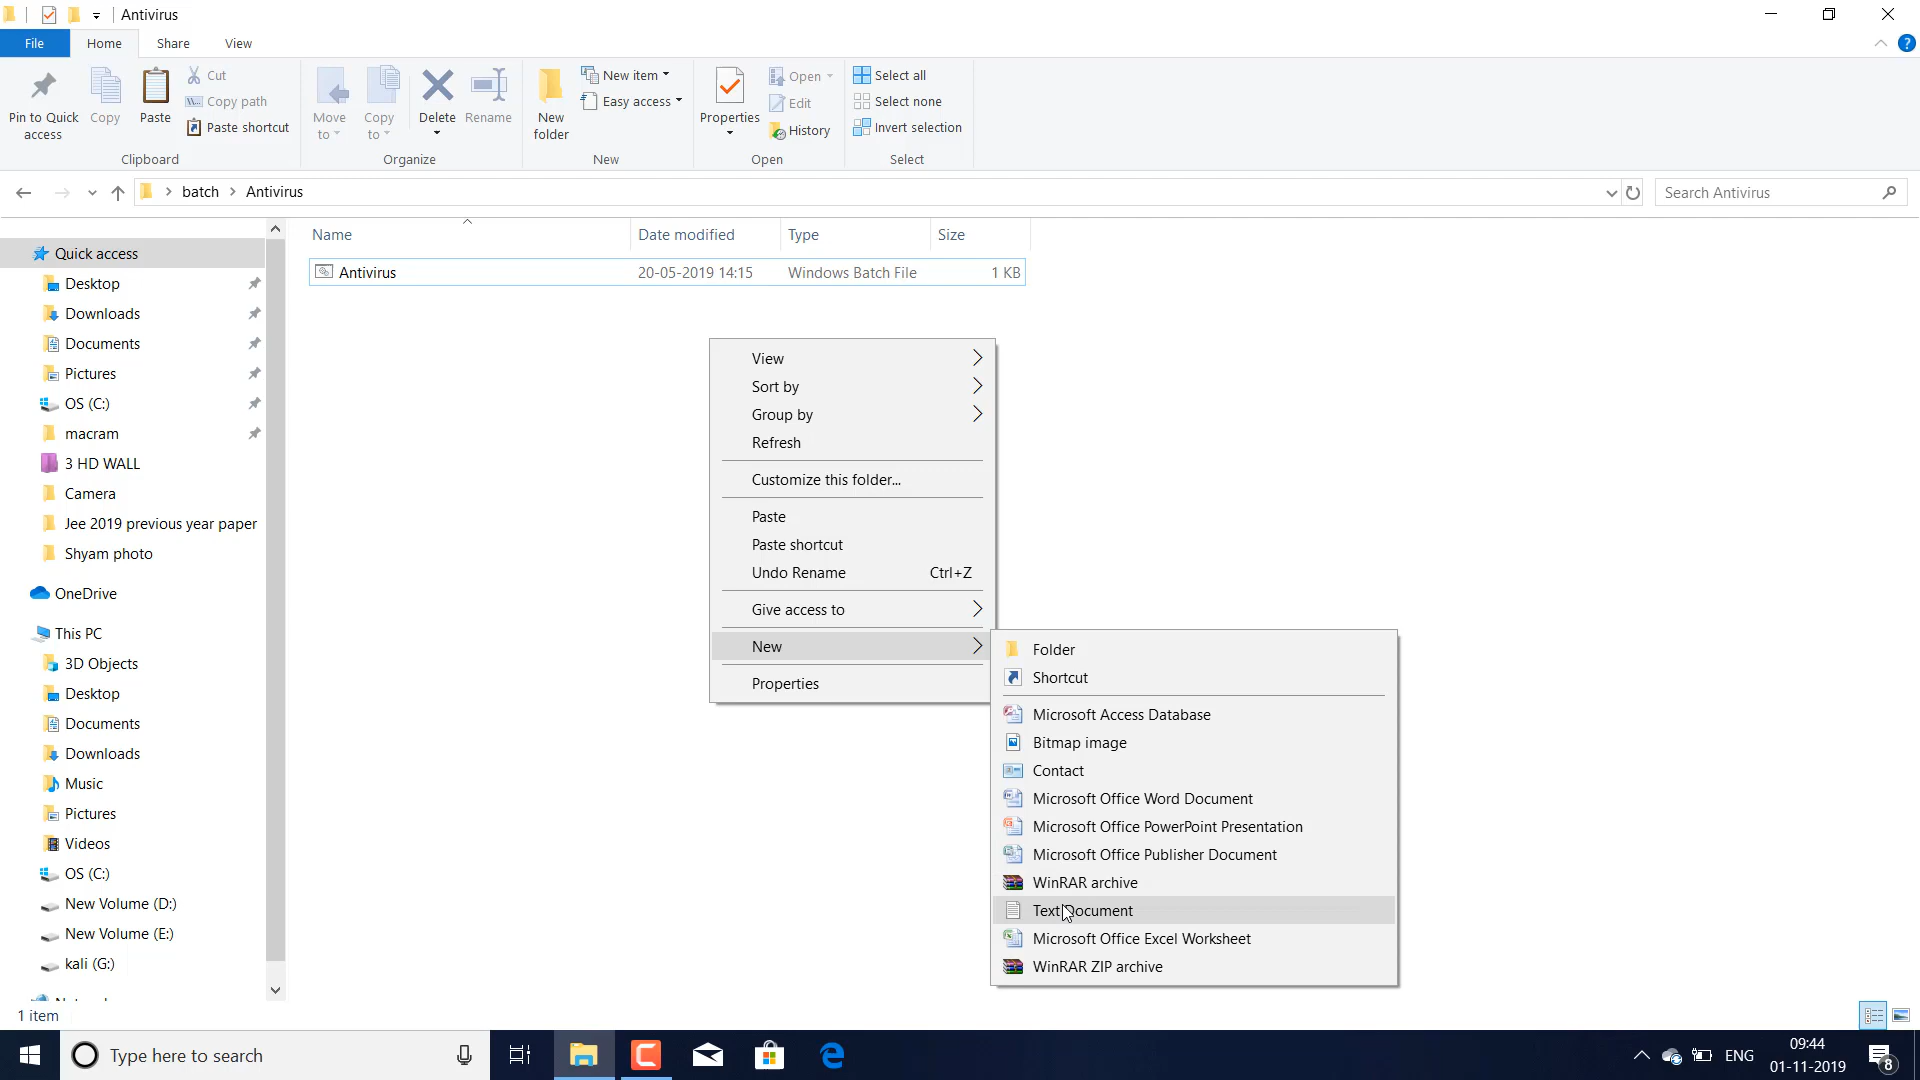 Antivirus
File Home Share View
Pin to Quick access
Copy
Paste
Cut
Copy path
Paste shortcut
Clipboard
Move to
Copy to
Delete
Rename
Organize
New folder
New item
Easy access
New
Properties
Open
Edit
History
Open
Select all
Select none
Invert selection
Select
batch Antivirus
Search Antivirus
Name Date modified Type Size
Antivirus 20-05-2019 14:15 Windows Batch File 1 KB
Quick access
Desktop
Downloads
Documents
Pictures
OS (C:)
macram
3 HD WALL
Camera
Jee 2019 previous year paper
Shyam photo
OneDrive
This PC
3D Objects
Desktop
Documents
Downloads
Music
Pictures
Videos
OS (C:)
New Volume (D:)
New Volume (E:)
kali (G:)
View
Sort by
Group by
Refresh
Customize this folder...
Paste
Paste shortcut
Undo Rename Ctrl+Z
Give access to
New
Properties
Folder
Shortcut
Microsoft Access Database
Bitmap image
Contact
Microsoft Office Word Document
Microsoft Office PowerPoint Presentation
Microsoft Office Publisher Document
WinRAR archive
Text Document
Microsoft Office Excel Worksheet
WinRAR ZIP archive
1 item
Type here to search
ENG
09:44
01-11-2019
8